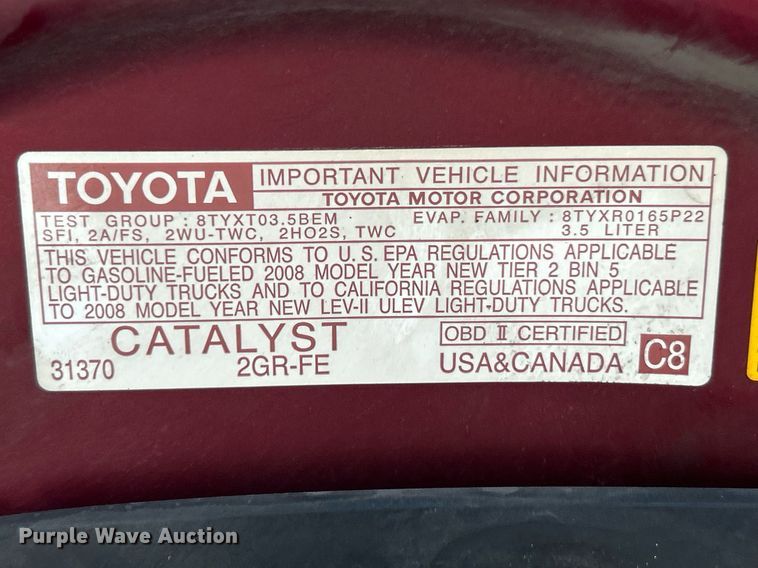 TOYOTA IMPORTANT VEHICLE INFORMATION
TOYOTA MOTOR CORPORATION
TEST GROUP : 8TYXT03.5BEM EVAP. FAMILY : 8TYXR0165P22
SFI, 2A/FS, 2WU-TWC, 2HO2S, TWC 3.5 LITER
THIS VEHICLE CONFORMS TO U.S. EPA REGULATIONS APPLICABLE
TO GASOLINE-FUELED 2008 MODEL YEAR NEW TIER 2 BIN 5
LIGHT-DUTY TRUCKS AND TO CALIFORNIA REGULATIONS APPLICABLE
TO 2008 MODEL YEAR NEW LEV-II ULEV LIGHT-DUTY TRUCKS.
CATALYST OBD II CERTIFIED
31370 2GR-FE USA&CANADA C8
Purple Wave Auction